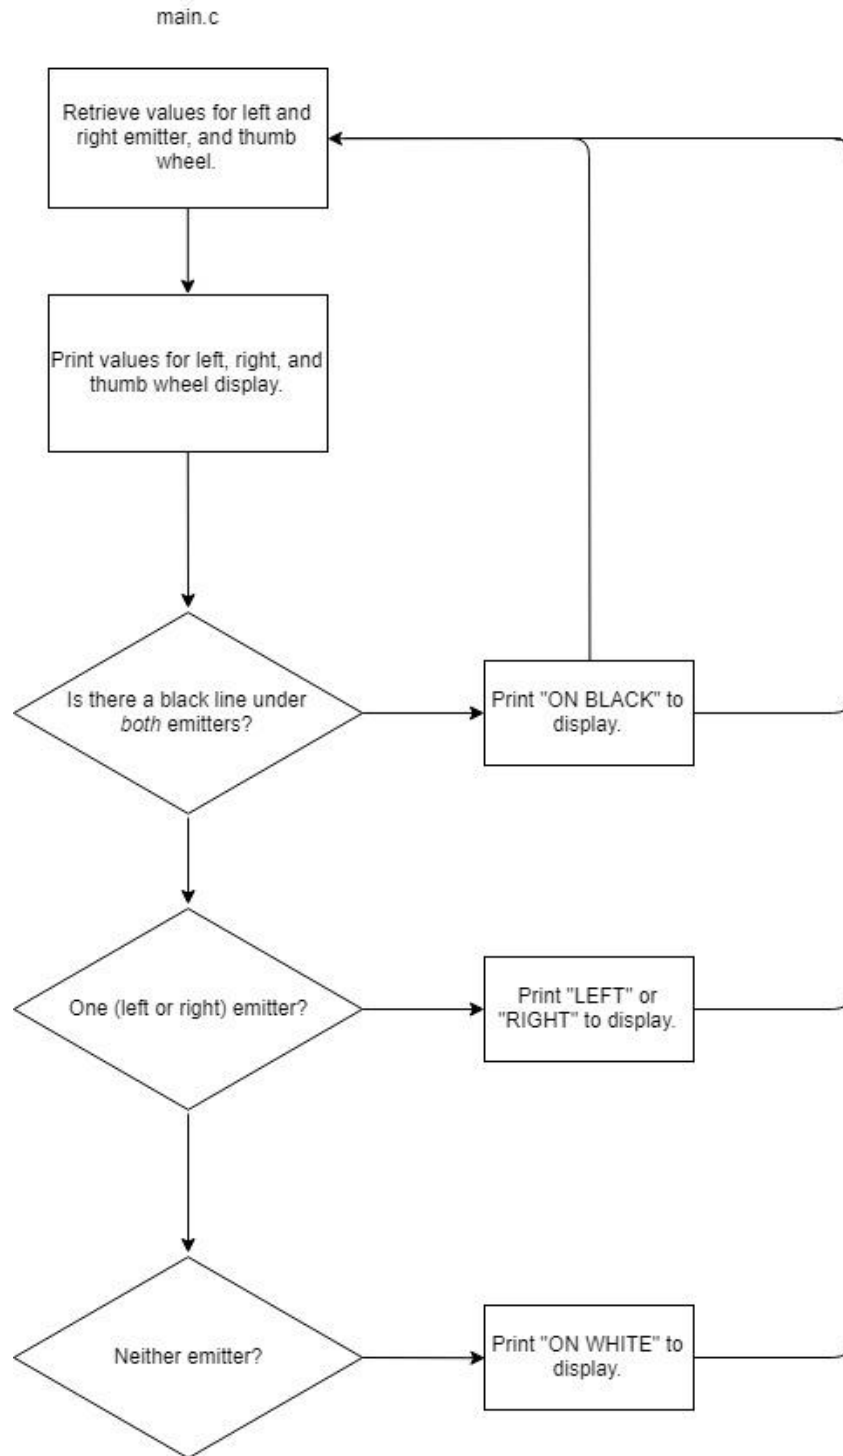 main.c
Retrieve values for left and
right emitter, and thumb
wheel.
Print values for left, right, and
thumb wheel display.
Is there a black line under
both emitters?
Print "ON BLACK" to
display.
One (left or right) emitter?
Print "LEFT" or
"RIGHT" to display.
Neither emitter?
Print "ON WHITE" to
display.